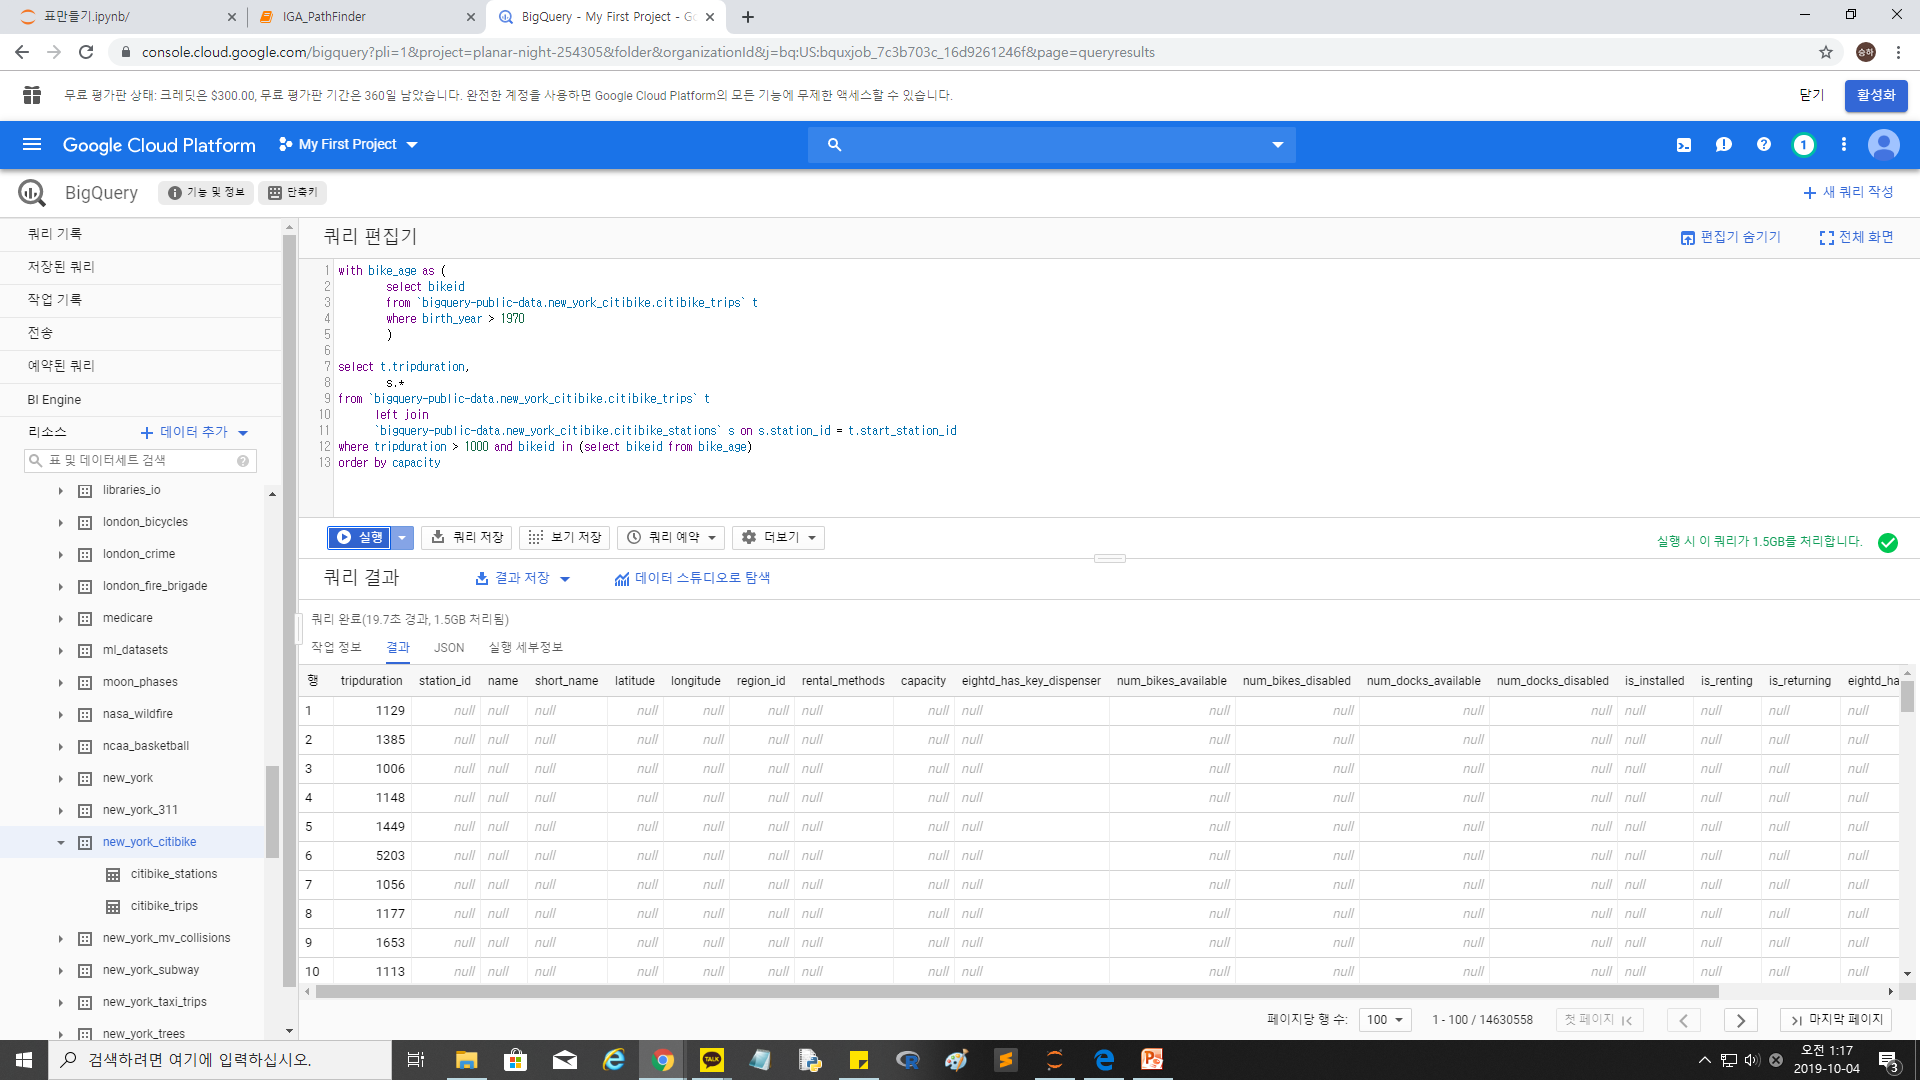 표만들기.ipynb/
IGA_PathFinder
BigQuery - My First Project - Go
console.cloud.google.com/bigquery?pli=1&project=planar-night-254305&folder&organizationId&j=bq:US:bquxjob_7c3b703c_16d9261246f&page=queryresults
승하
무료 평가판 상태: 크레딧은 $300.00, 무료 평가판 기간은 360일 남았습니다. 완전한 계정을 사용하면 Google Cloud Platform의 모든 기능에 무제한 액세스할 수 있습니다.
닫기
활성화
Google Cloud Platform
My First Project
1
BigQuery
기능 및 정보
단축키
새 쿼리 작성
쿼리 기록
저장된 쿼리
작업 기록
전송
예약된 쿼리
BI Engine
리소스
데이터 추가
표 및 데이터세트 검색
libraries_io
london_bicycles
london_crime
london_fire_brigade
medicare
ml_datasets
moon_phases
nasa_wildfire
ncaa_basketball
new_york
new_york_311
new_york_citibike
citibike_stations
citibike_trips
new_york_mv_collisions
new_york_subway
new_york_taxi_trips
new_york_trees
쿼리 편집기
편집기 숨기기
전체 화면
1 with bike_age as (
2 select bikeid
3 from `bigquery-public-data.new_york_citibike.citibike_trips` t
4 where birth_year > 1970
5 )
6
7 select t.tripduration,
8 s.*
9 from `bigquery-public-data.new_york_citibike.citibike_trips` t
10 left join
11 `bigquery-public-data.new_york_citibike.citibike_stations` s on s.station_id = t.start_station_id
12 where tripduration > 1000 and bikeid in (select bikeid from bike_age)
13 order by capacity
실행
쿼리 저장
보기 저장
쿼리 예약
더보기
실행 시 이 쿼리가 1.5GB를 처리합니다.
쿼리 결과
결과 저장
데이터 스튜디오로 탐색
쿼리 완료(19.7초 경과, 1.5GB 처리됨)
작업 정보 결과 JSON 실행 세부정보
행 tripduration station_id name short_name latitude longitude region_id rental_methods capacity eightd_has_key_dispenser num_bikes_available num_bikes_disabled num_docks_available num_docks_disabled is_installed is_renting is_returning eightd_ha
1 1129 null null null null null null null null null null null null null null null null null
2 1385 null null null null null null null null null null null null null null null null null
3 1006 null null null null null null null null null null null null null null null null null
4 1148 null null null null null null null null null null null null null null null null null
5 1449 null null null null null null null null null null null null null null null null null
6 5203 null null null null null null null null null null null null null null null null null
7 1056 null null null null null null null null null null null null null null null null null
8 1177 null null null null null null null null null null null null null null null null null
9 1653 null null null null null null null null null null null null null null null null null
10 1113 null null null null null null null null null null null null null null null null null
페이지당 행 수: 100 1 - 100 / 14630558 첫 페이지 마지막 페이지
검색하려면 여기에 입력하십시오.
TALK
오전 1:17
2019-10-04
3